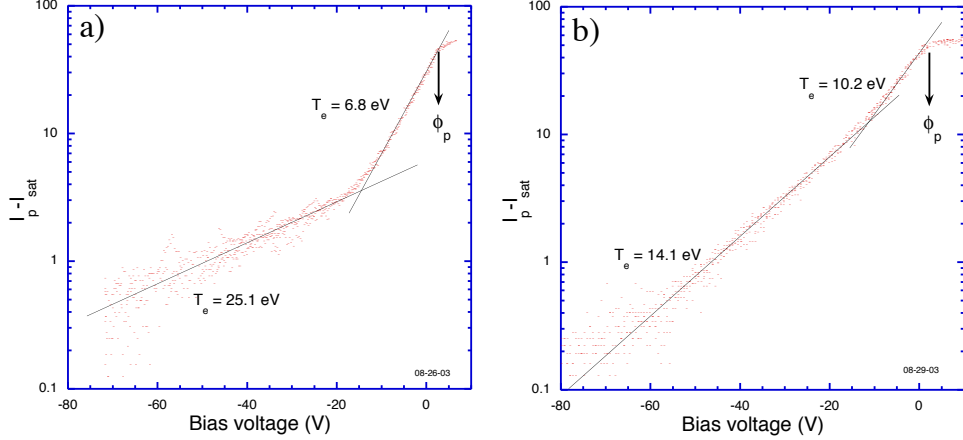 a)
100
10
1
0.1
I_p -I_sat
T_e = 6.8 eV
ϕ_p
T_e = 25.1 eV
08-26-03
-80 -60 -40 -20 0
Bias voltage (V)
b)
100
10
1
0.1
I_p -I_sat
T_e = 10.2 eV
ϕ_p
T_e = 14.1 eV
08-29-03
-80 -60 -40 -20 0
Bias voltage (V)